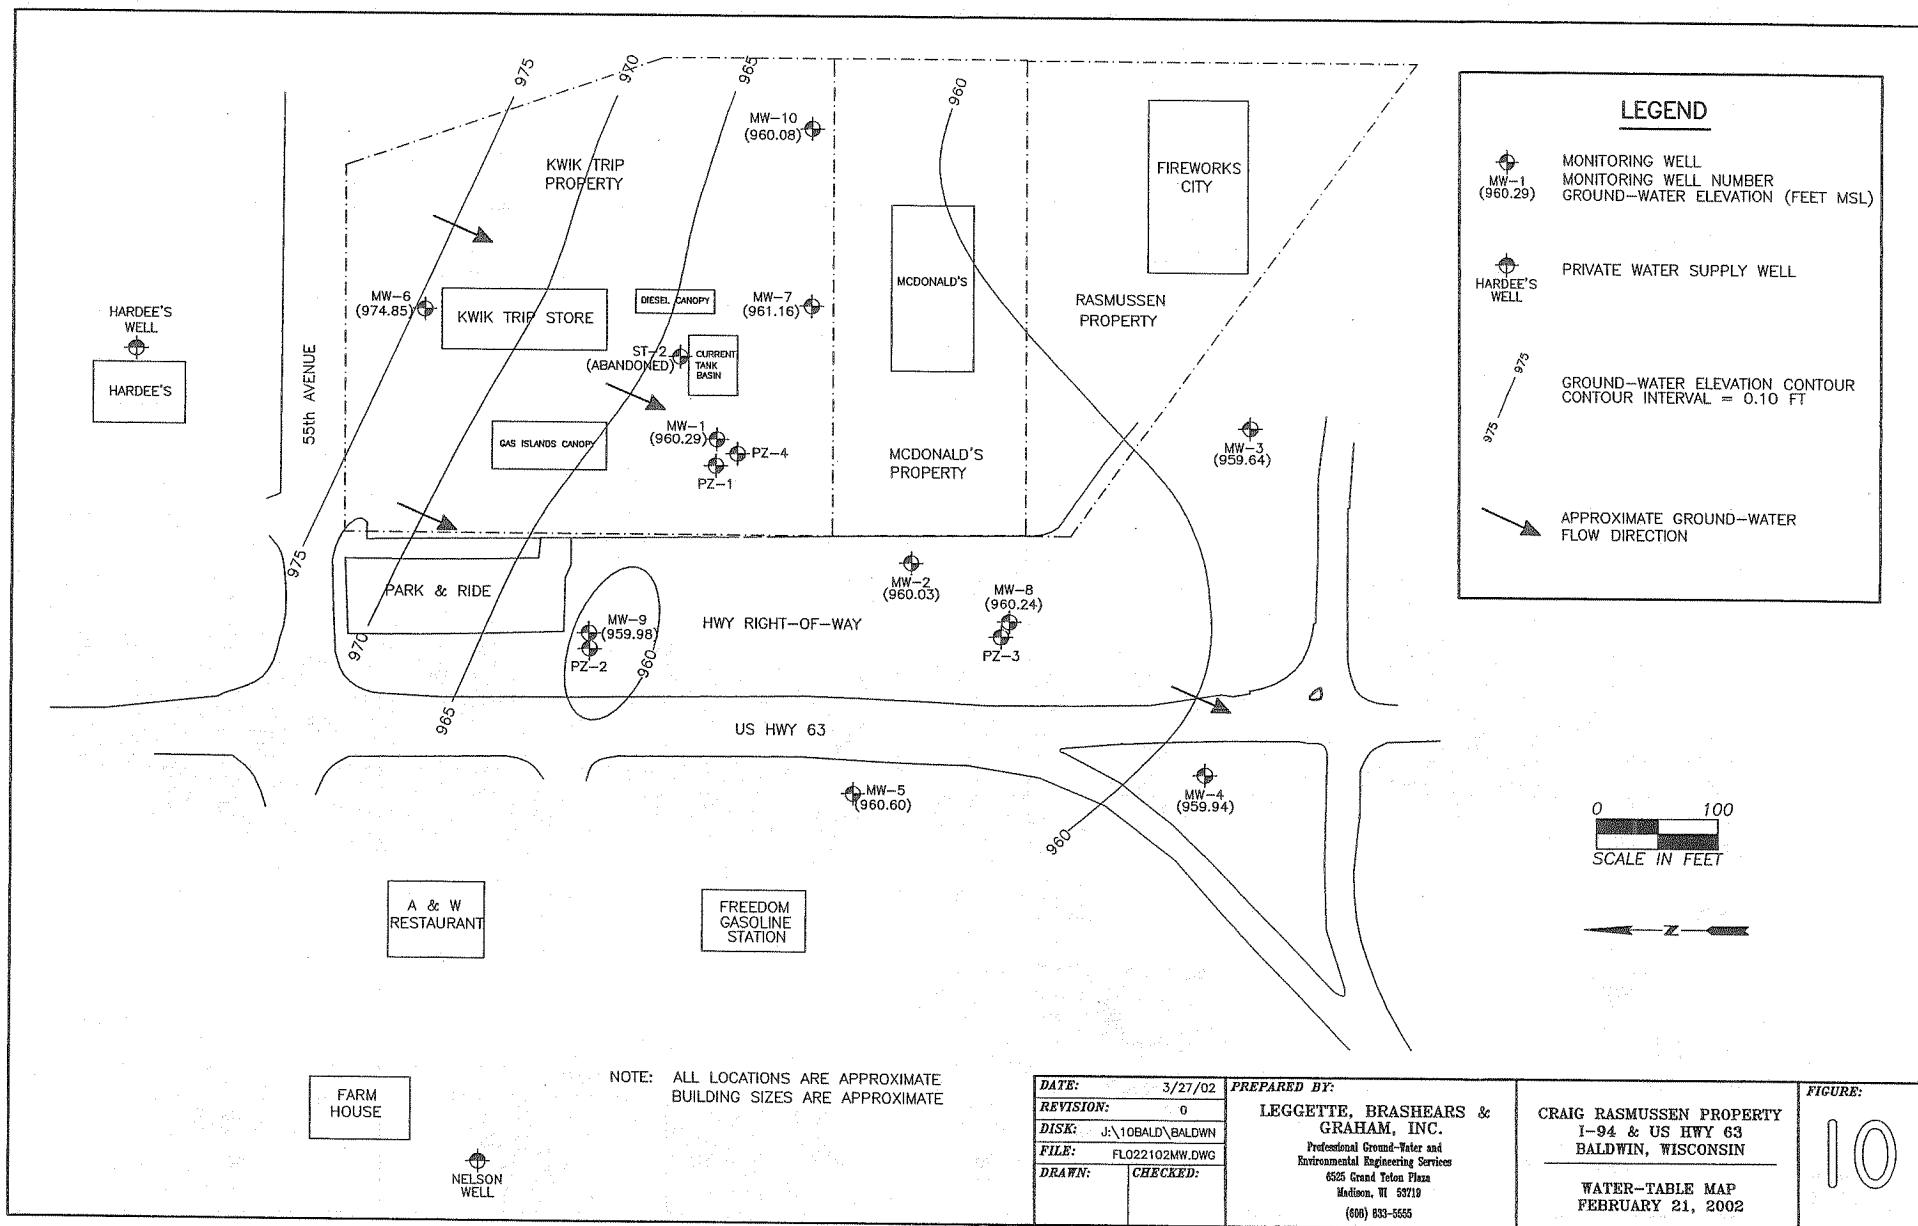 975
970
965
960
MW-10
(960.08)
KWIK TRIP
PROPERTY
FIREWORKS
CITY
MW-6
(974.85)
KWIK TRIP STORE
DIESEL CANOPY
MW-7
(961.16)
MCDONALD'S
RASMUSSEN
PROPERTY
HARDEE'S
WELL
HARDEE'S
55th AVENUE
ST-2
(ABANDONED)
CURRENT
TANK
BASIN
GAS ISLANDS CANOPY
MW-1
(960.29)
PZ-4
PZ-1
MCDONALD'S
PROPERTY
MW-3
(959.64)
975
PARK & RIDE
970
965
MW-9
(959.98)
PZ-2
960
HWY RIGHT-OF-WAY
MW-2
(960.03)
MW-8
(960.24)
PZ-3
US HWY 63
MW-5
(960.60)
MW-4
(959.94)
960
A & W
RESTAURANT
FREEDOM
GASOLINE
STATION
FARM
HOUSE
NELSON
WELL
NOTE: ALL LOCATIONS ARE APPROXIMATE
BUILDING SIZES ARE APPROXIMATE
LEGEND
MW-1
(960.29)
MONITORING WELL
MONITORING WELL NUMBER
GROUND-WATER ELEVATION (FEET MSL)
HARDEE'S
WELL
PRIVATE WATER SUPPLY WELL
975
975
GROUND-WATER ELEVATION CONTOUR
CONTOUR INTERVAL = 0.10 FT
APPROXIMATE GROUND-WATER
FLOW DIRECTION
0 100
SCALE IN FEET
Z
DATE: 3/27/02
REVISION: 0
DISK: J:\10BALD\BALDWN
FILE: FL022102MW.DWG
DRAWN: CHECKED:
PREPARED BY:
LEGGETTE, BRASHEARS &
GRAHAM, INC.
Professional Ground-Water and
Environmental Engineering Services
6525 Grand Teton Plaza
Madison, WI 53719
(608) 833-5555
CRAIG RASMUSSEN PROPERTY
I-94 & US HWY 63
BALDWIN, WISCONSIN
WATER-TABLE MAP
FEBRUARY 21, 2002
FIGURE:
10